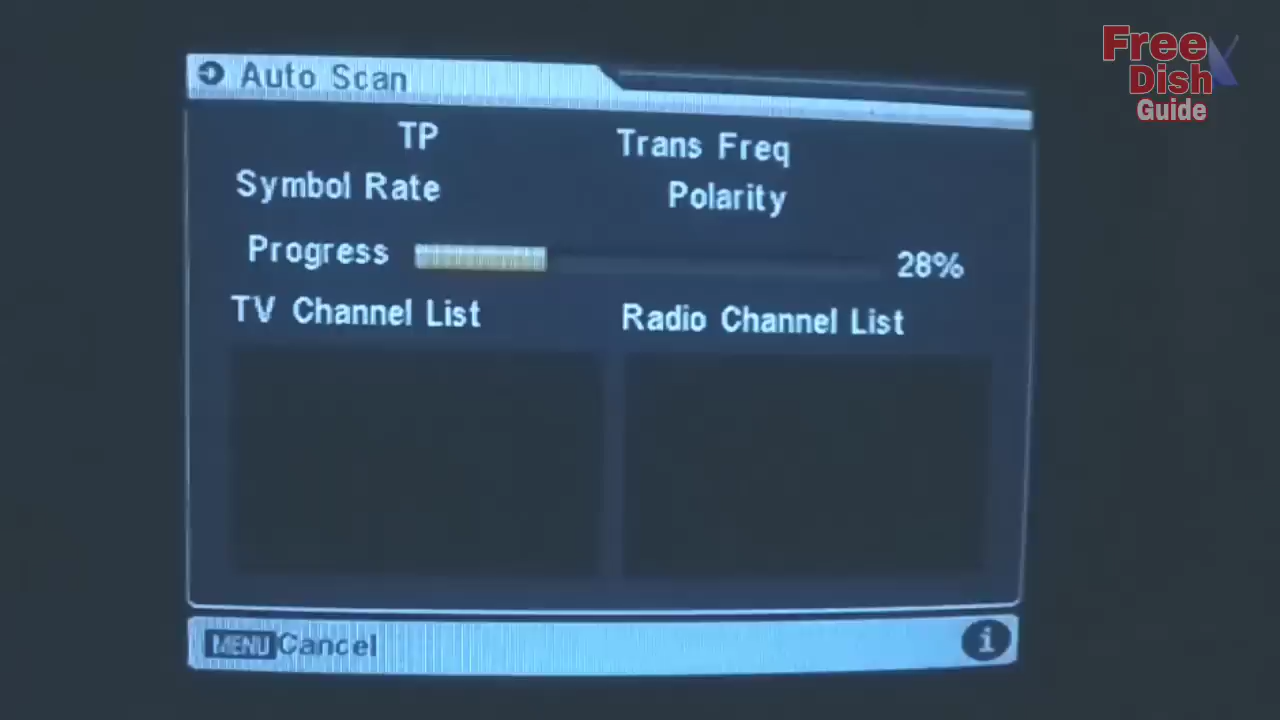 Free
Dish
Guide
Auto Scan
TP Trans Freq
Symbol Rate Polarity
Progress 28%
TV Channel List Radio Channel List
MENU Cancel i